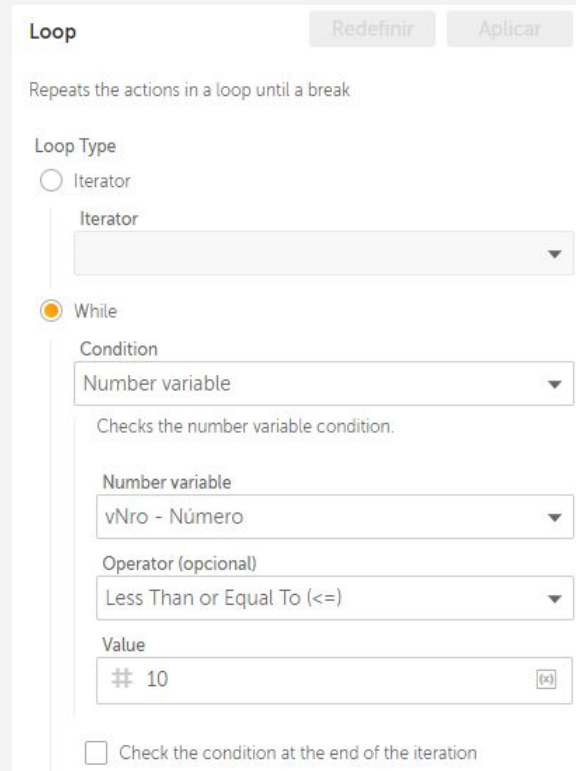 Loop
Redefinir
Aplicar
Repeats the actions in a loop until a break
Loop Type
Iterator
Iterator
While
Condition
Number variable
Checks the number variable condition.
Number variable
vNro - Número
Operator (opcional)
Less Than or Equal To (<=)
Value
# 10
(x)
Check the condition at the end of the iteration